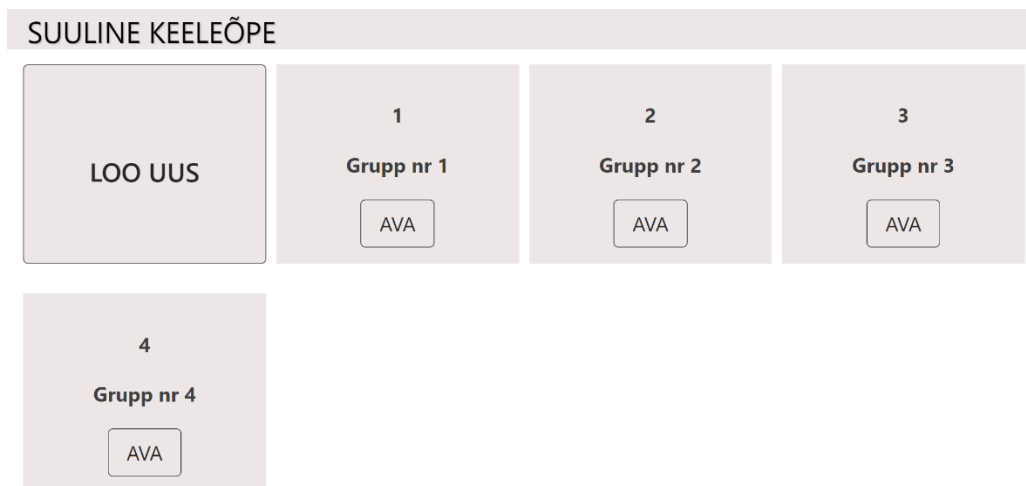 SUULINE KEELEÕPE
LOO UUS
1
Grupp nr 1
AVA
2
Grupp nr 2
AVA
3
Grupp nr 3
AVA
4
Grupp nr 4
AVA